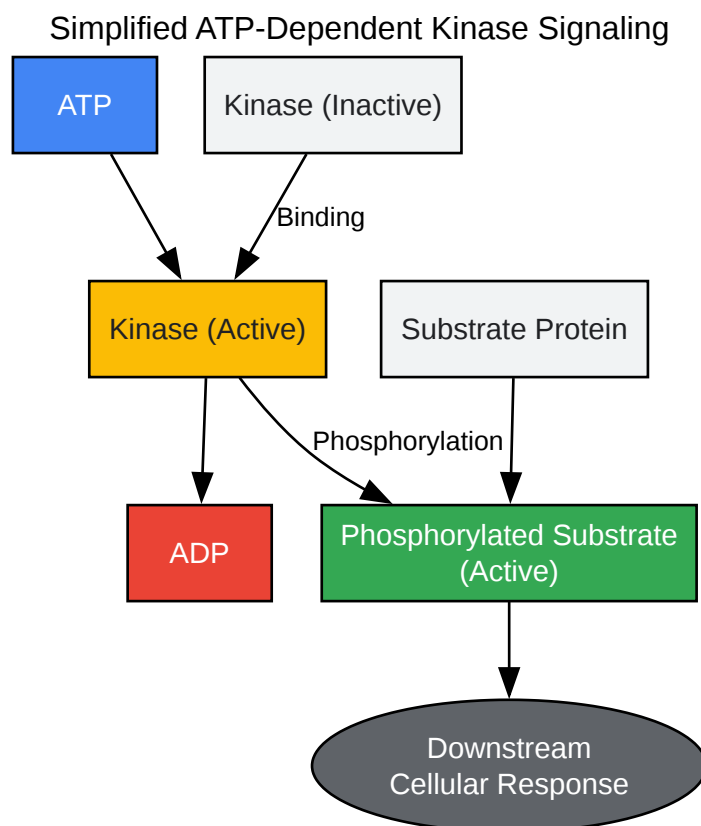 Simplified ATP-Dependent Kinase Signaling
ATP
Kinase (Inactive)
Binding
Kinase (Active)
Substrate Protein
Phosphorylation
ADP
Phosphorylated Substrate
(Active)
Downstream
Cellular Response